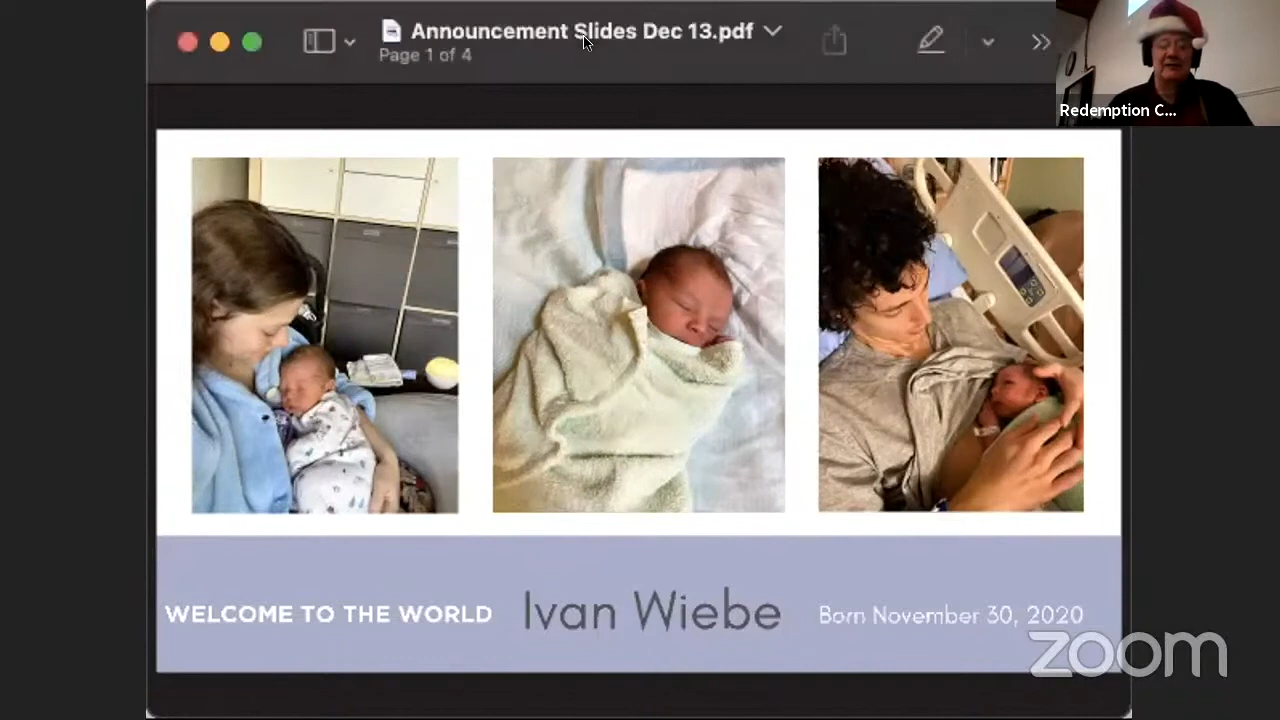 Announcement Slides Dec 13.pdf
Page 1 of 4
Redemption C...
WELCOME TO THE WORLD
Ivan Wiebe
Born November 30, 2020
zoom